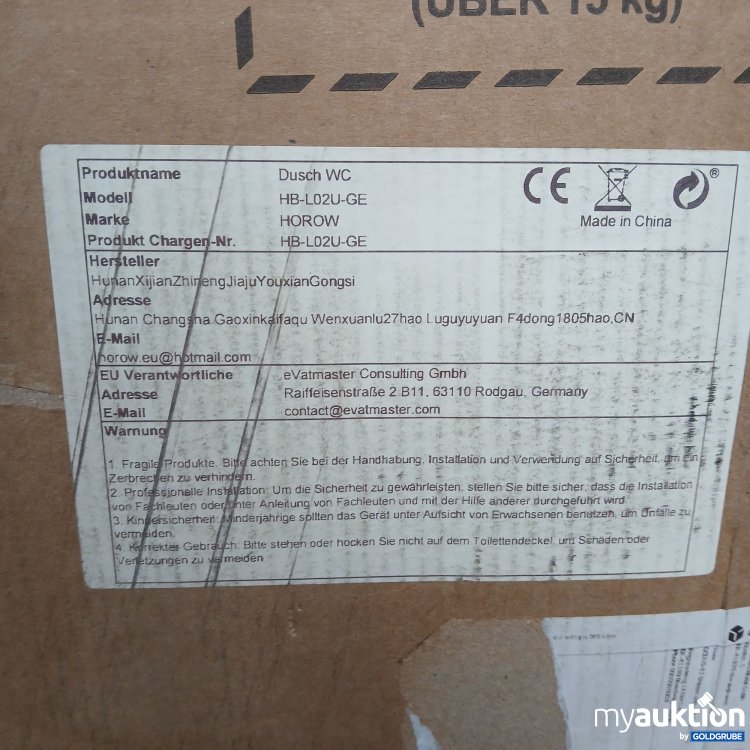 (ÜBER 15 kg)
Produktname Dusch WC
Modell HB-L02U-GE
Marke HOROW
Produkt Chargen-Nr. HB-L02U-GE
CE
®
Made in China
Hersteller
HunanXijianZhinengJiajuYouxianGongsi
Adresse
Hunan Changsha Gaoxinkaifaqu Wenxuanlu27hao Luguyuyuan F4dong1805hao,CN
E-Mail
horow.eu@hotmail.com
EU Verantwortliche eVatmaster Consulting Gmbh
Adresse Raiffeisenstraße 2 B11, 63110 Rodgau, Germany
E-Mail contact@evatmaster.com
Warnung
1. Fragile Produkte. Bitte achten Sie bei der Handhabung, Installation und Verwendung auf Sicherheit, um ein
Zerbrechen zu verhindern.
2. Professionelle Installation: Um die Sicherheit zu gewährleisten, stellen Sie bitte sicher, dass die Installation
von Fachleuten oder unter Anleitung von Fachleuten und mit der Hilfe anderer durchgeführt wird
3. Kindersicherheit: Minderjährige sollten das Gerät unter Aufsicht von Erwachsenen benutzen, um Unfälle zu
vermeiden.
4. Korrektes Gebrauch. Bitte stehen oder hocken Sie nicht auf dem Toilettendeckel, um Schäden oder
Verletzungen zu vermeiden
myauktion
by GOLDGRUBE